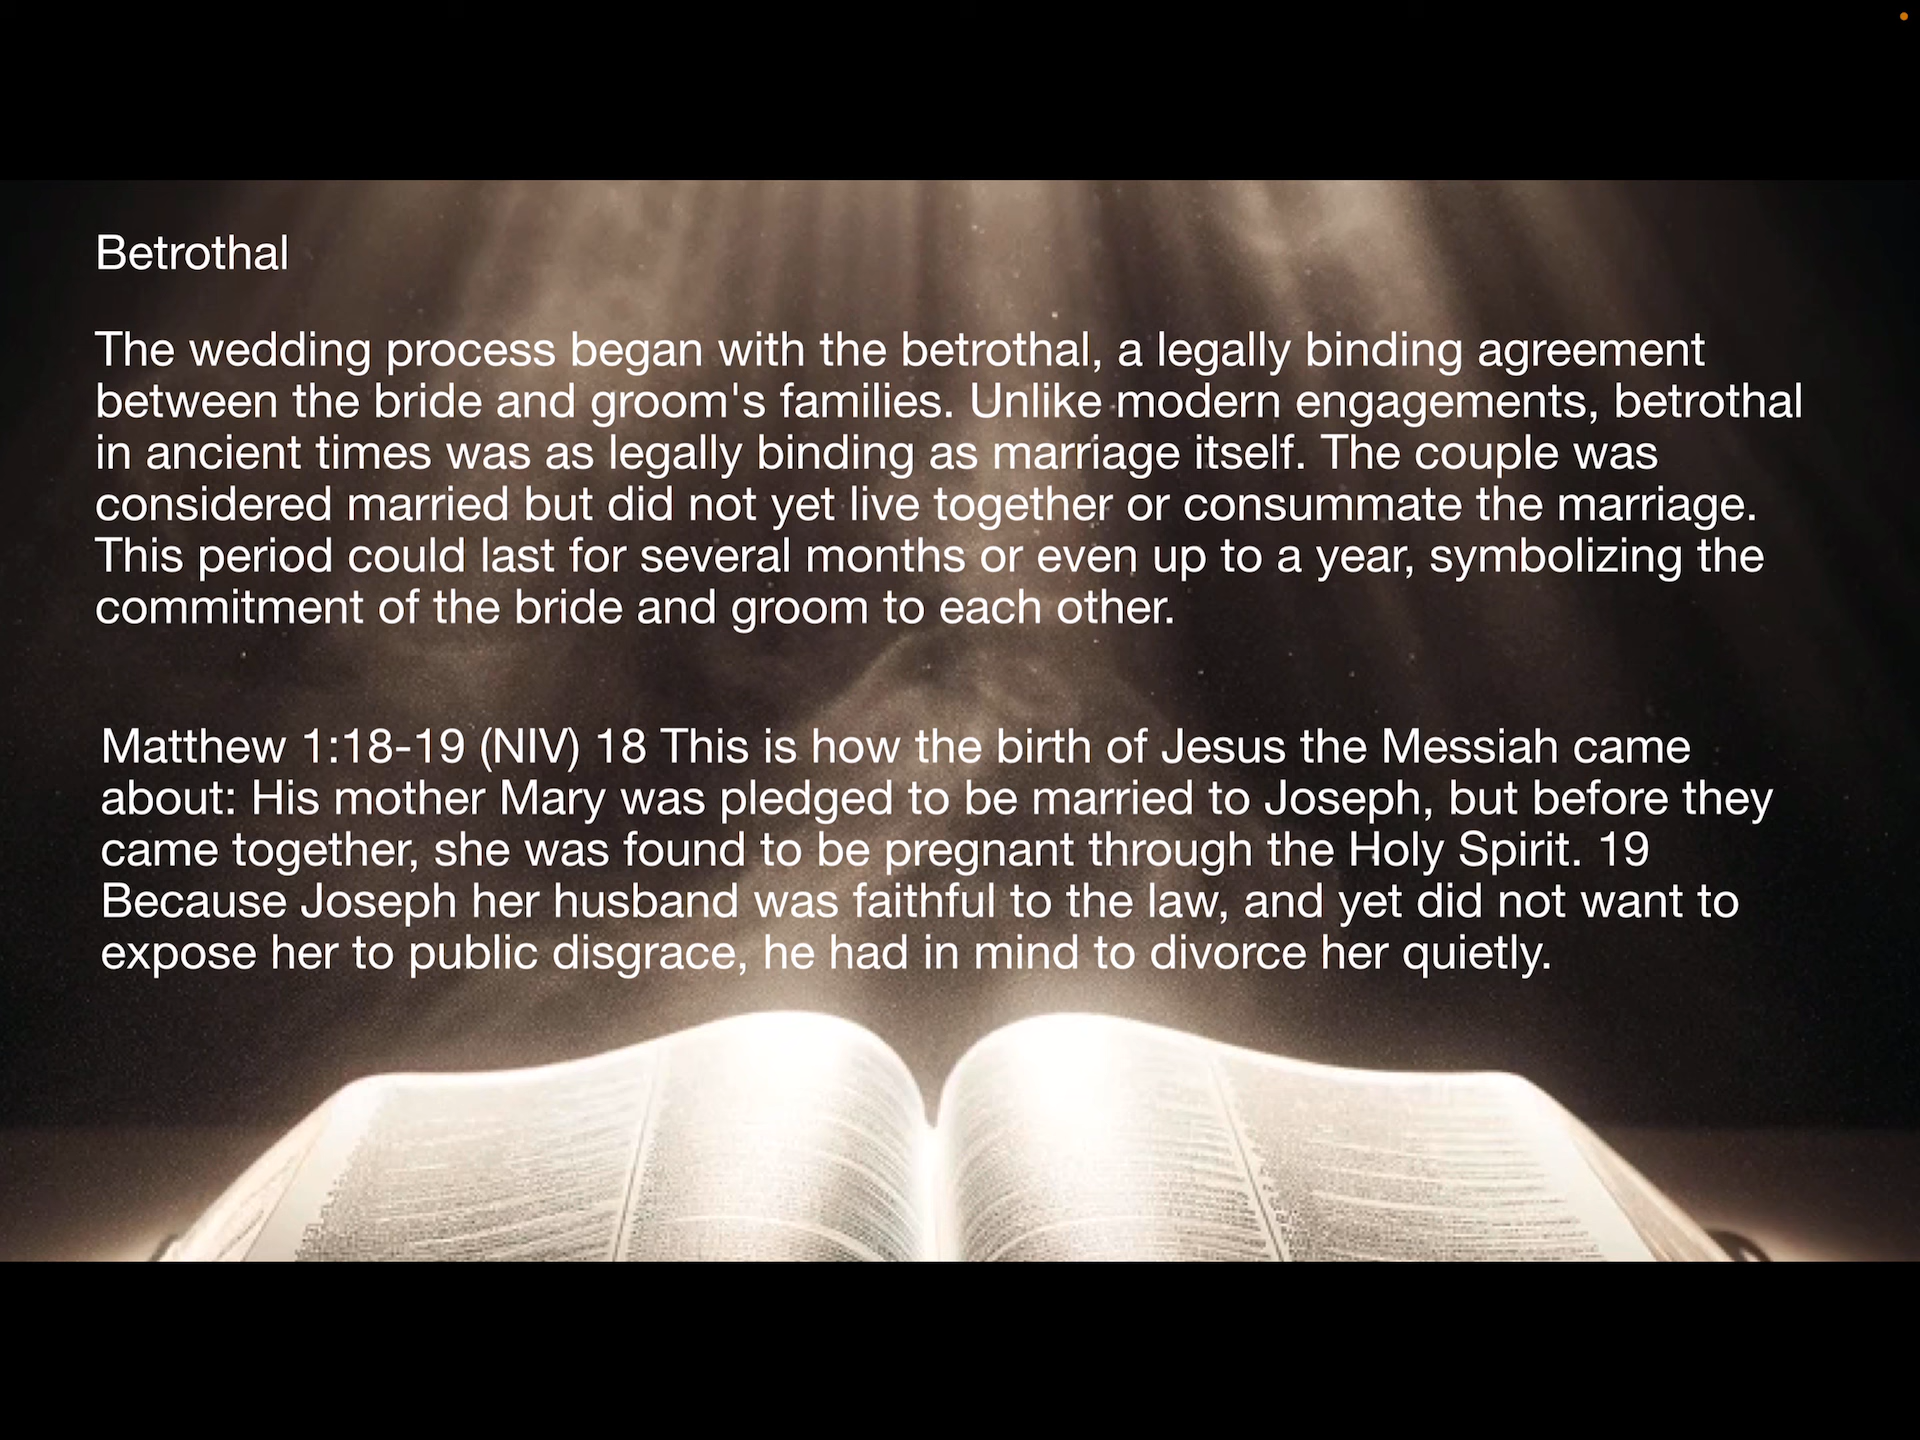 Betrothal
The wedding process began with the betrothal, a legally binding agreement
between the bride and groom's families. Unlike modern engagements, betrothal
in ancient times was as legally binding as marriage itself. The couple was
considered married but did not yet live together or consummate the marriage.
This period could last for several months or even up to a year, symbolizing the
commitment of the bride and groom to each other.
Matthew 1:18-19 (NIV) 18 This is how the birth of Jesus the Messiah came
about: His mother Mary was pledged to be married to Joseph, but before they
came together, she was found to be pregnant through the Holy Spirit. 19
Because Joseph her husband was faithful to the law, and yet did not want to
expose her to public disgrace, he had in mind to divorce her quietly.